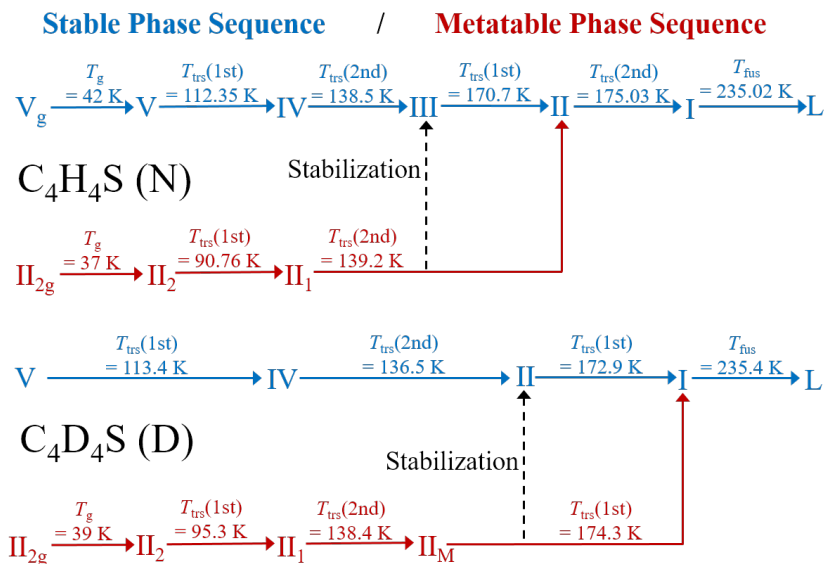 Stable Phase Sequence / Metatable Phase Sequence
Tg Ttrs(1st) Ttrs(2nd) Ttrs(1st) Ttrs(2nd) Tfus
= 42 K = 112.35 K = 138.5 K = 170.7 K = 175.03 K = 235.02 K
Vg V IV III II I L
Stabilization
C4H4S (N)
Tg Ttrs(1st) Ttrs(2nd)
= 37 K = 90.76 K = 139.2 K
II2g II2 II1
Ttrs(1st) Ttrs(2nd) Ttrs(1st) Tfus
= 113.4 K = 136.5 K = 172.9 K = 235.4 K
V IV II I L
C4D4S (D)
Stabilization
Tg Ttrs(1st) Ttrs(2nd) Ttrs(1st)
= 39 K = 95.3 K = 138.4 K = 174.3 K
II2g II2 II1 IIM